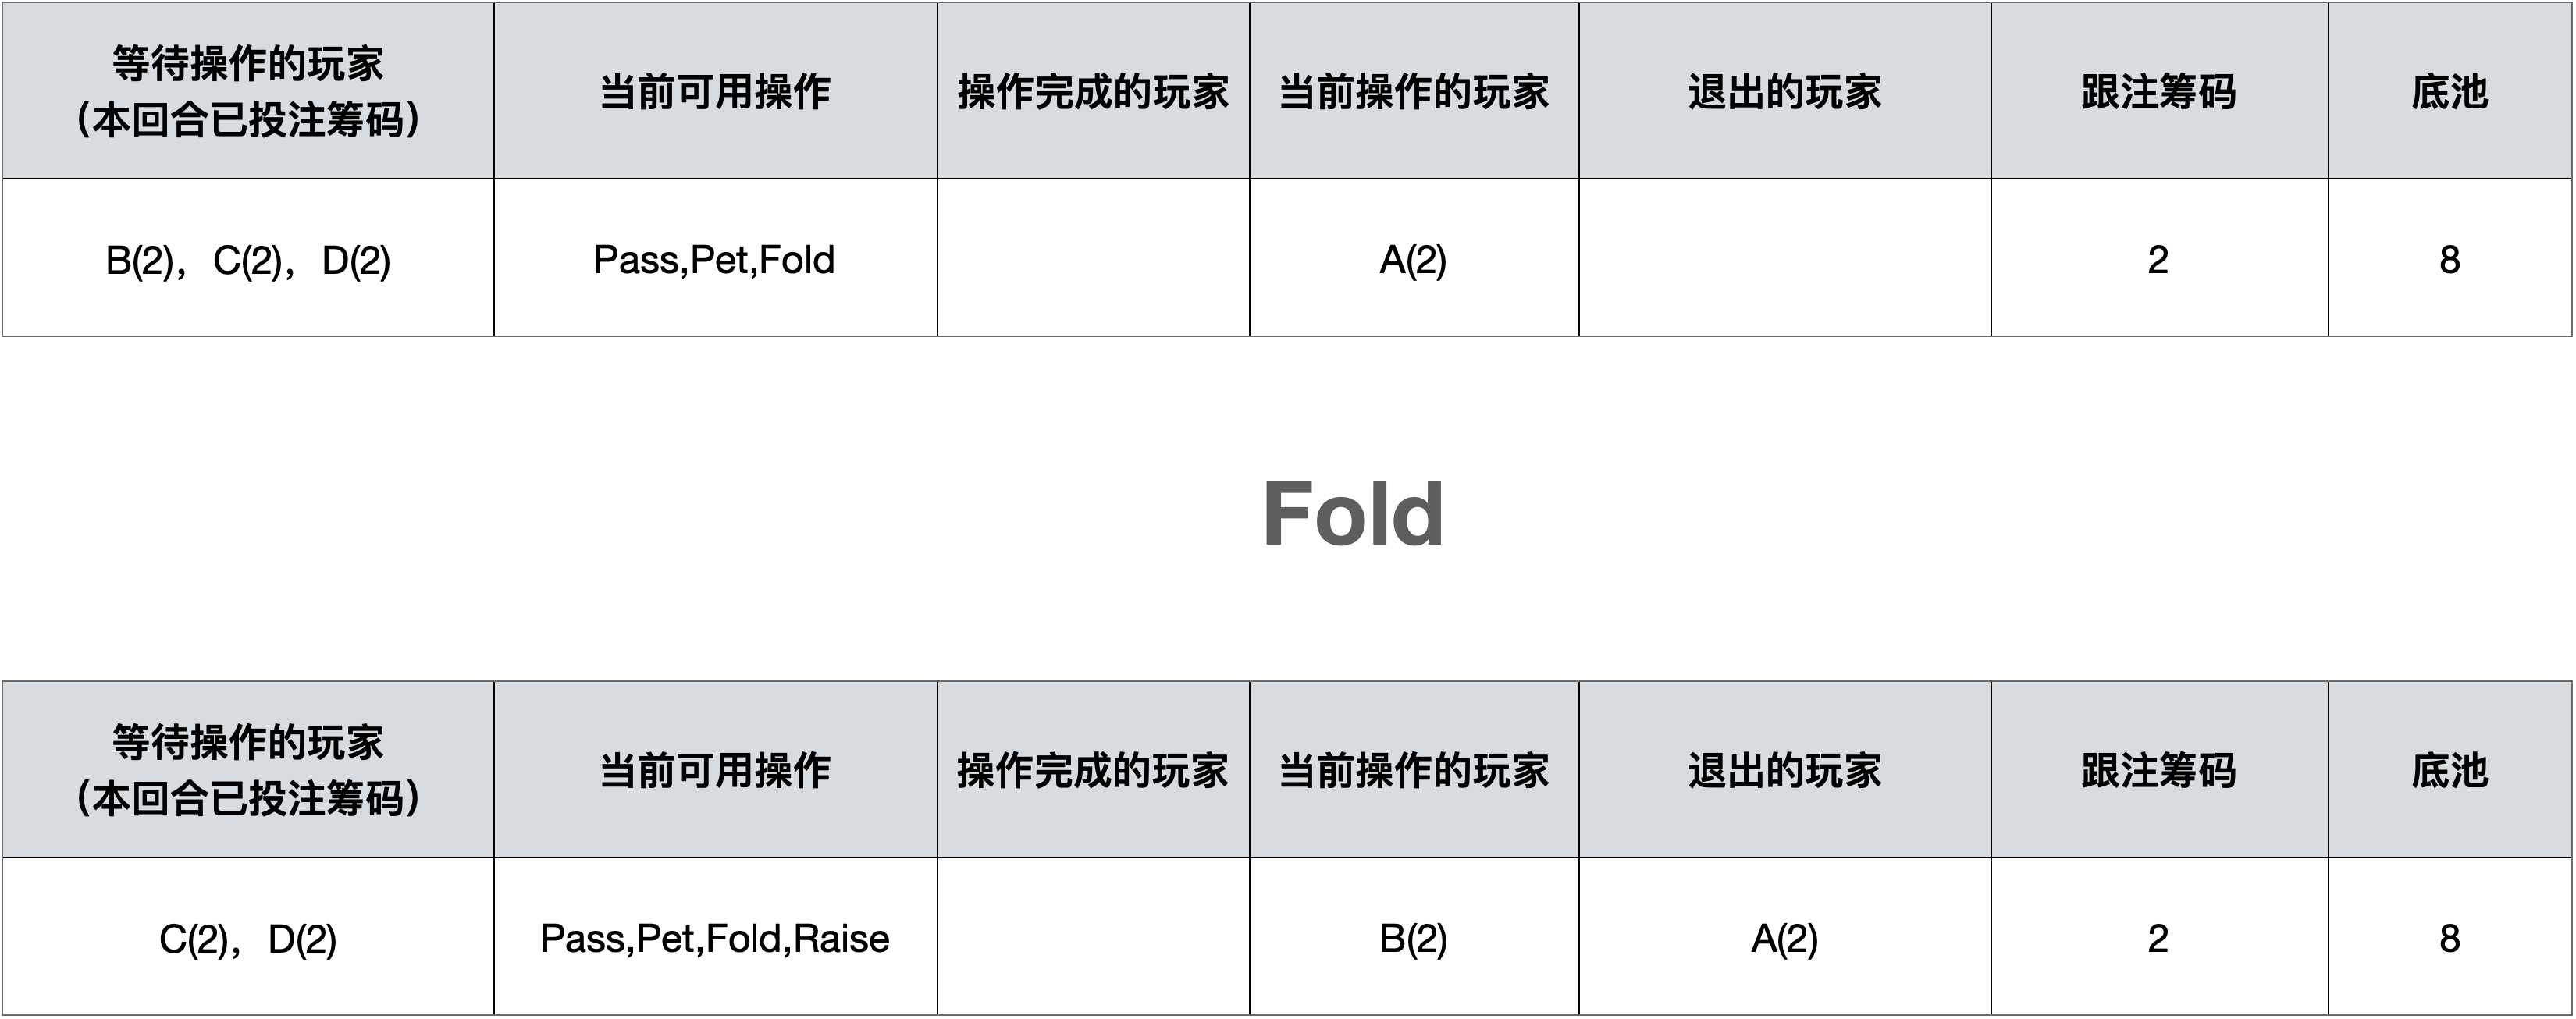 等待操作的玩家
（本回合已投注筹码）
当前可用操作
操作完成的玩家
当前操作的玩家
退出的玩家
跟注筹码
底池
B(2)，C(2)，D(2)
Pass,Pet,Fold
A(2)
2
8
Fold
等待操作的玩家
（本回合已投注筹码）
当前可用操作
操作完成的玩家
当前操作的玩家
退出的玩家
跟注筹码
底池
C(2)，D(2)
Pass,Pet,Fold,Raise
B(2)
A(2)
2
8